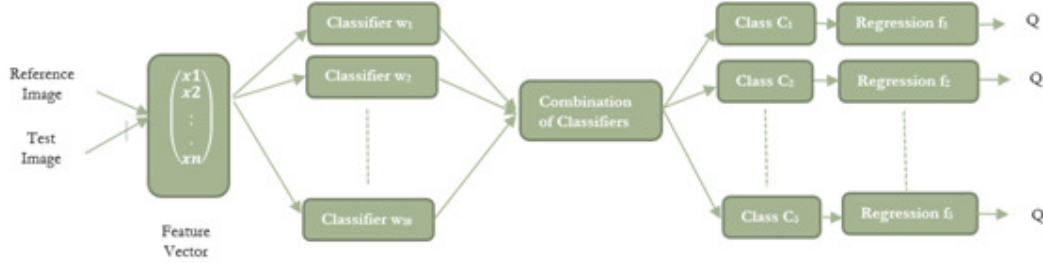 Reference
Image
Test
Image
x1
x2
:
.
xn
Feature
Vector
Classifier w₁
Classifier w₂
Classifier w₃₀
Combination
of Classifiers
Class C₁
Regression f₁
Q
Class C₂
Regression f₂
Q
Class C₅
Regression f₅
Q